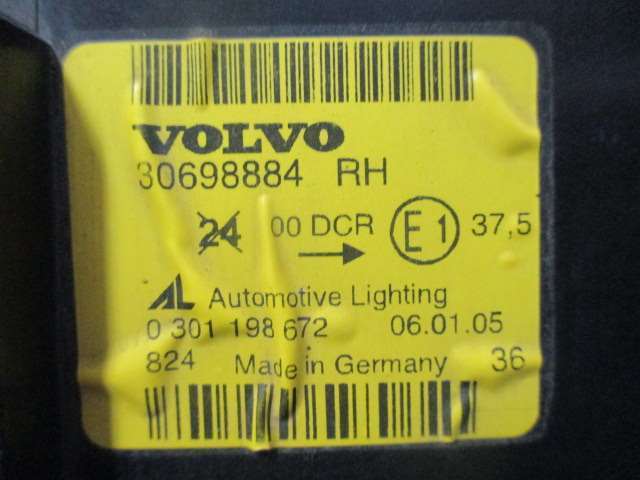 VOLVO
30698884 RH
24 00 DCR E1 37,5
AL Automotive Lighting
0 301 198 672 06.01.05
824 Made in Germany 36